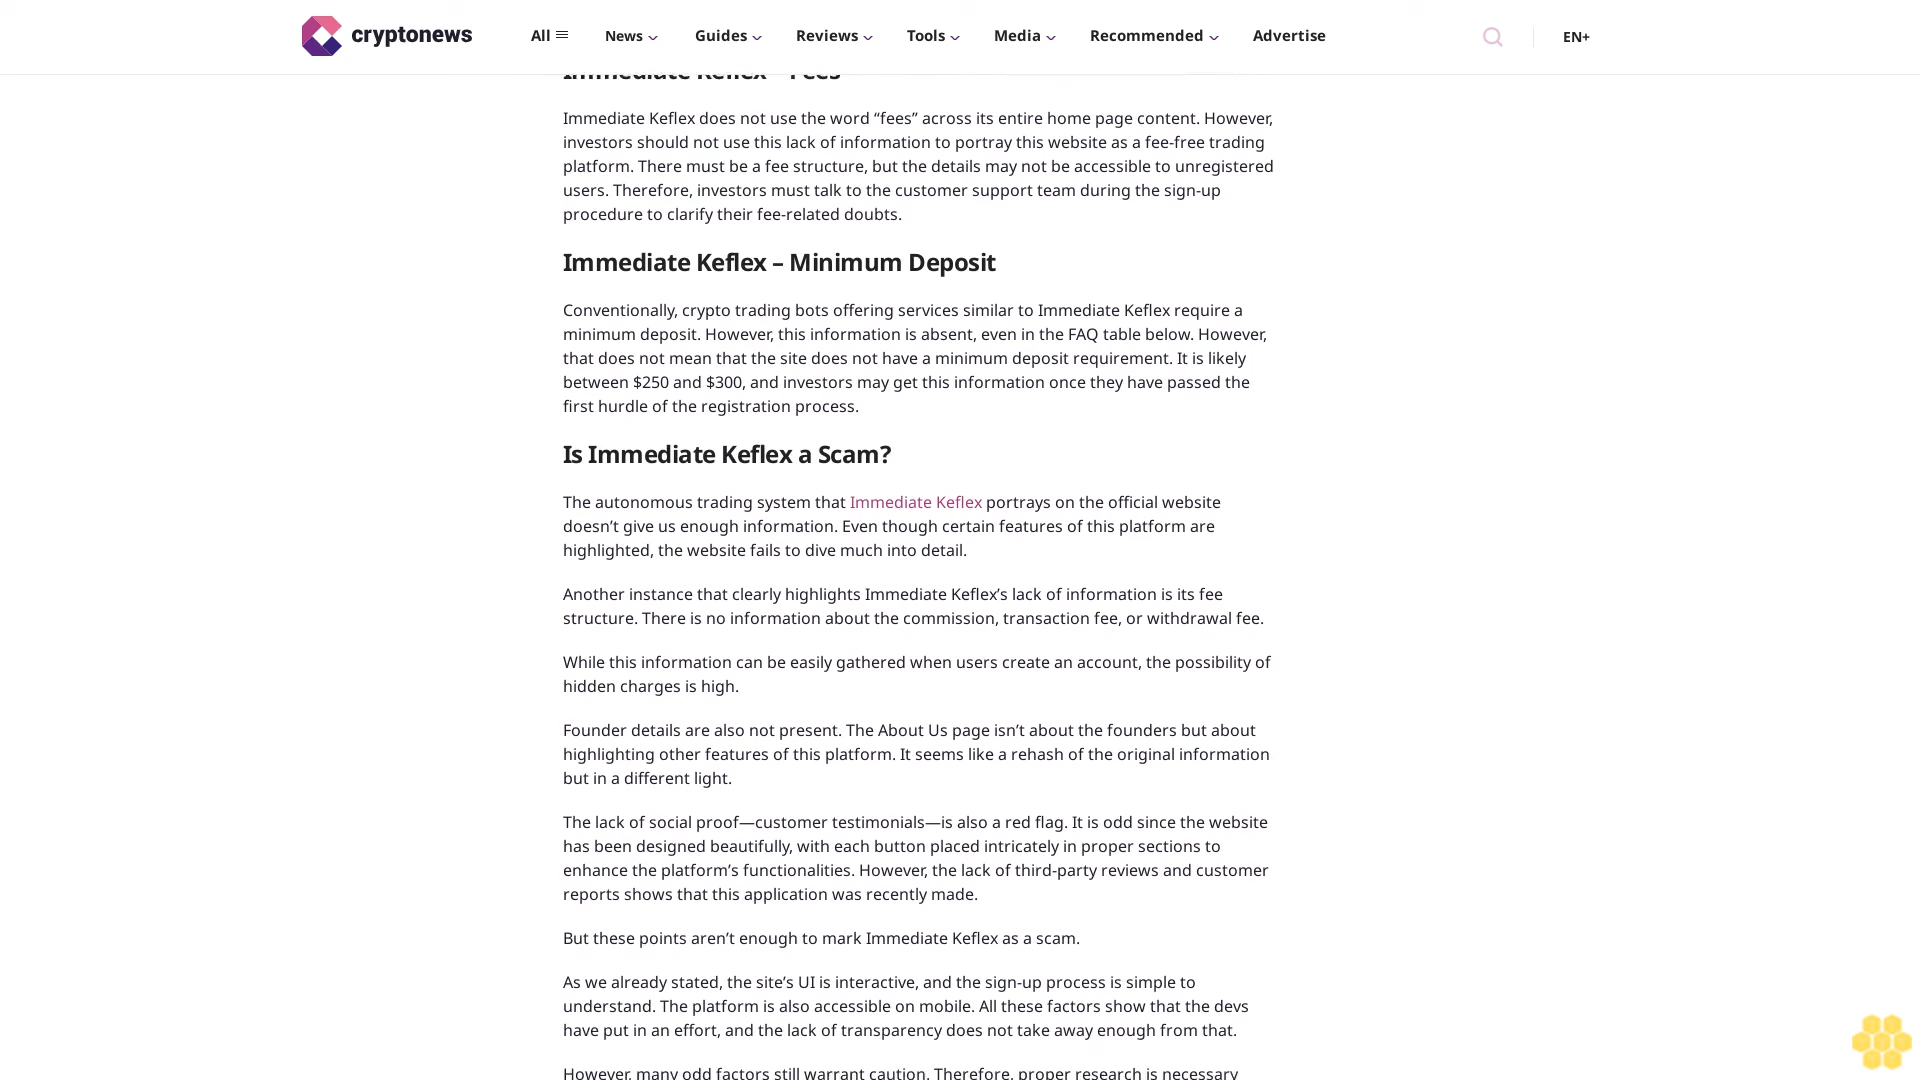 cryptonews
All
News
Guides
Reviews
Tools
Media
Recommended
Advertise
EN+
Immediate Keflex – Fees
Immediate Keflex does not use the word “fees” across its entire home page content. However,
investors should not use this lack of information to portray this website as a fee-free trading
platform. There must be a fee structure, but the details may not be accessible to unregistered
users. Therefore, investors must talk to the customer support team during the sign-up
procedure to clarify their fee-related doubts.
Immediate Keflex – Minimum Deposit
Conventionally, crypto trading bots offering services similar to Immediate Keflex require a
minimum deposit. However, this information is absent, even in the FAQ table below. However,
that does not mean that the site does not have a minimum deposit requirement. It is likely
between $250 and $300, and investors may get this information once they have passed the
first hurdle of the registration process.
Is Immediate Keflex a Scam?
The autonomous trading system that Immediate Keflex portrays on the official website
doesn’t give us enough information. Even though certain features of this platform are
highlighted, the website fails to dive much into detail.
Another instance that clearly highlights Immediate Keflex’s lack of information is its fee
structure. There is no information about the commission, transaction fee, or withdrawal fee.
While this information can be easily gathered when users create an account, the possibility of
hidden charges is high.
Founder details are also not present. The About Us page isn’t about the founders but about
highlighting other features of this platform. It seems like a rehash of the original information
but in a different light.
The lack of social proof—customer testimonials—is also a red flag. It is odd since the website
has been designed beautifully, with each button placed intricately in proper sections to
enhance the platform’s functionalities. However, the lack of third-party reviews and customer
reports shows that this application was recently made.
But these points aren’t enough to mark Immediate Keflex as a scam.
As we already stated, the site’s UI is interactive, and the sign-up process is simple to
understand. The platform is also accessible on mobile. All these factors show that the devs
have put in an effort, and the lack of transparency does not take away enough from that.
However, many odd factors still warrant caution. Therefore, proper research is necessary